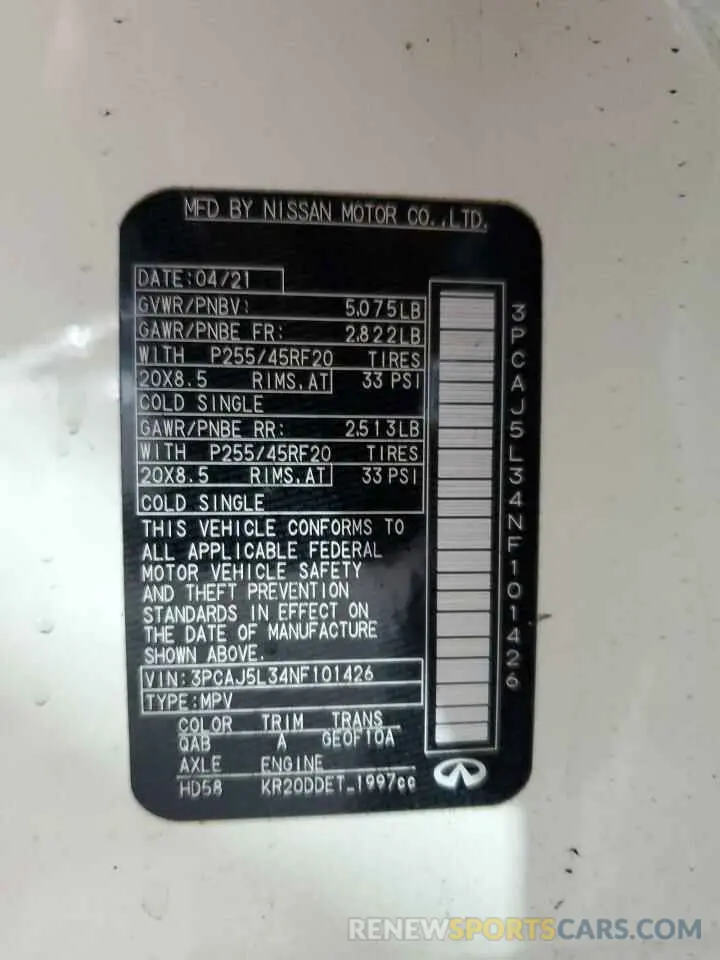 MFD BY NISSAN MOTOR CO.,LTD.
DATE:04/21
GVWR/PNBV: 5,075LB
GAWR/PNBE FR: 2,822LB
WITH P255/45RF20 TIRES
20X8.5 RIMS,AT 33 PSI
COLD SINGLE
GAWR/PNBE RR: 2,513LB
WITH P255/45RF20 TIRES
20X8.5 RIMS,AT 33 PSI
COLD SINGLE
THIS VEHICLE CONFORMS TO
ALL APPLICABLE FEDERAL
MOTOR VEHICLE SAFETY
AND THEFT PREVENTION
STANDARDS IN EFFECT ON
THE DATE OF MANUFACTURE
SHOWN ABOVE.
VIN:3PCAJ5L34NF101426
TYPE:MPV
COLOR TRIM TRANS
QAB A GE0F10A
AXLE ENGINE
HD58 KR20DDET_1997cc
3PCAJ5L34NF101426
RENEWSPORTSCARS.COM